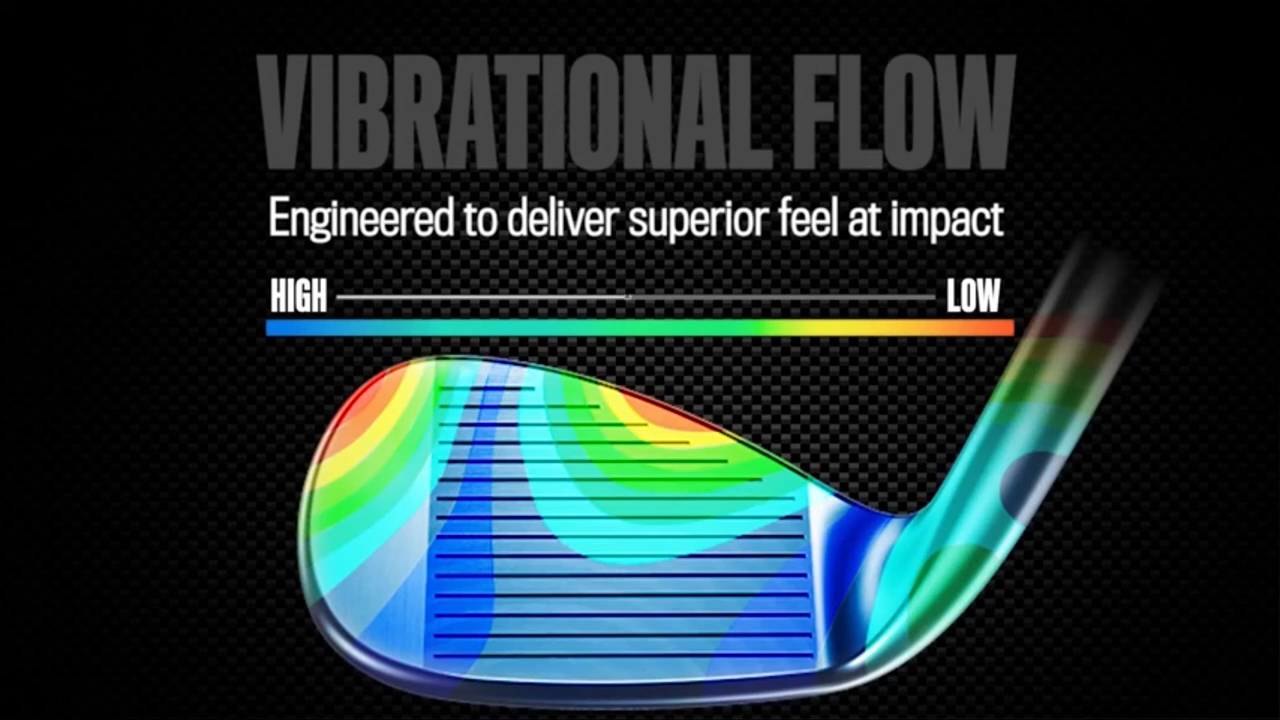 VIBRATIONAL FLOW
Engineered to deliver superior feel at impact
HIGH LOW